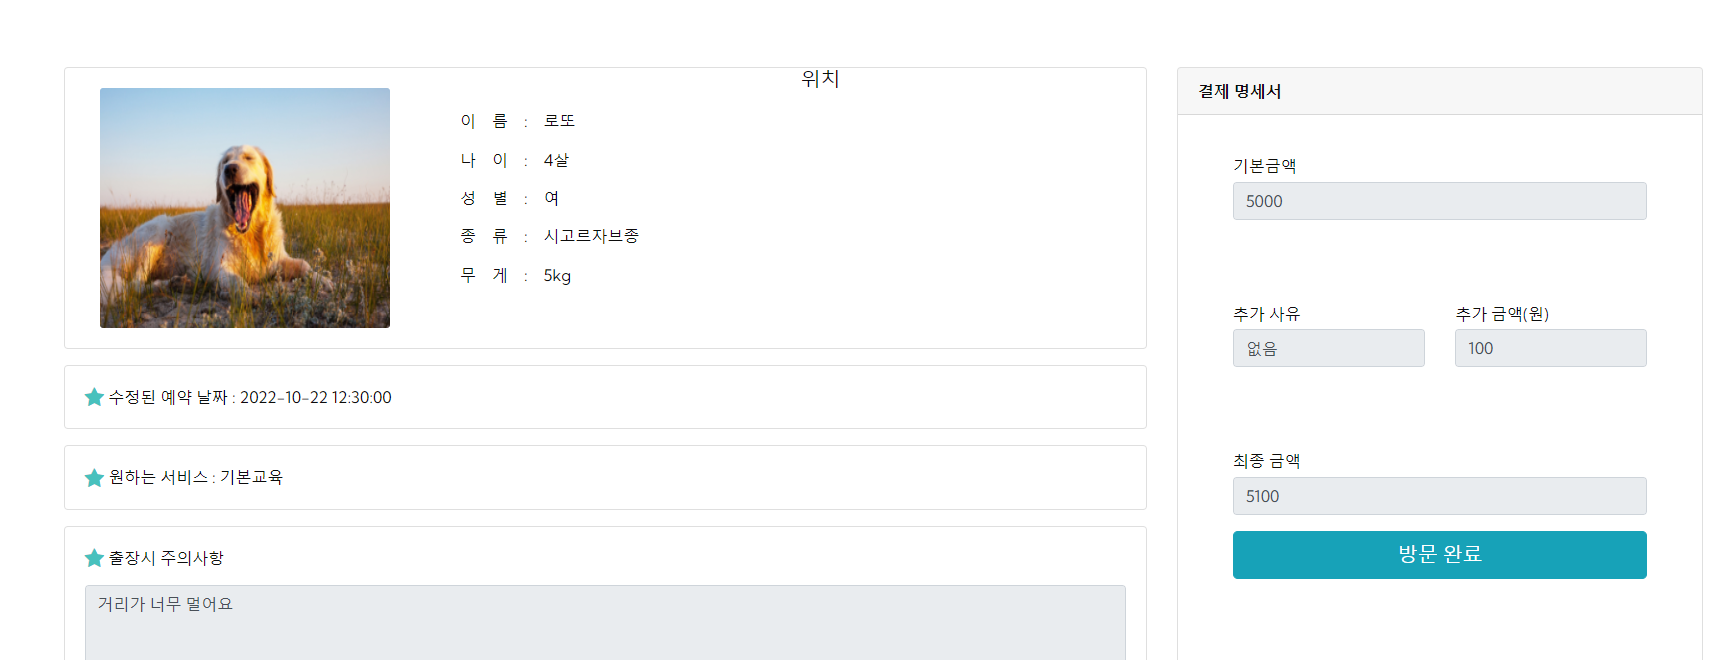 위치
이 름 : 로또
나 이 : 4살
성 별 : 여
종 류 : 시고르자브종
무 게 : 5kg
수정된 예약 날짜 : 2022-10-22 12:30:00
원하는 서비스 : 기본교육
출장시 주의사항
거리가 너무 멀어요
결제 명세서
기본금액
5000
추가 사유 추가 금액(원)
없음 100
최종 금액
5100
방문 완료